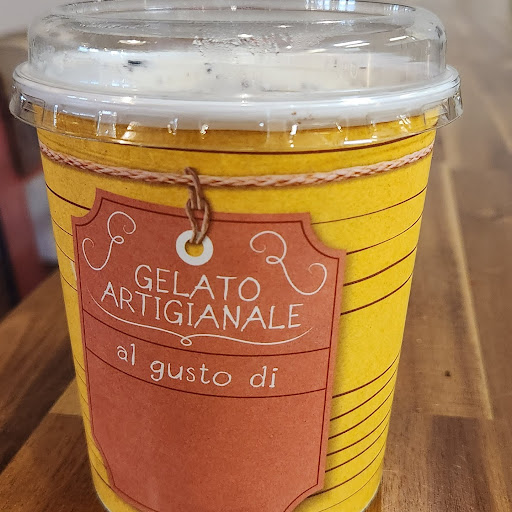 GELATO
ARTIGIANALE
al gusto di